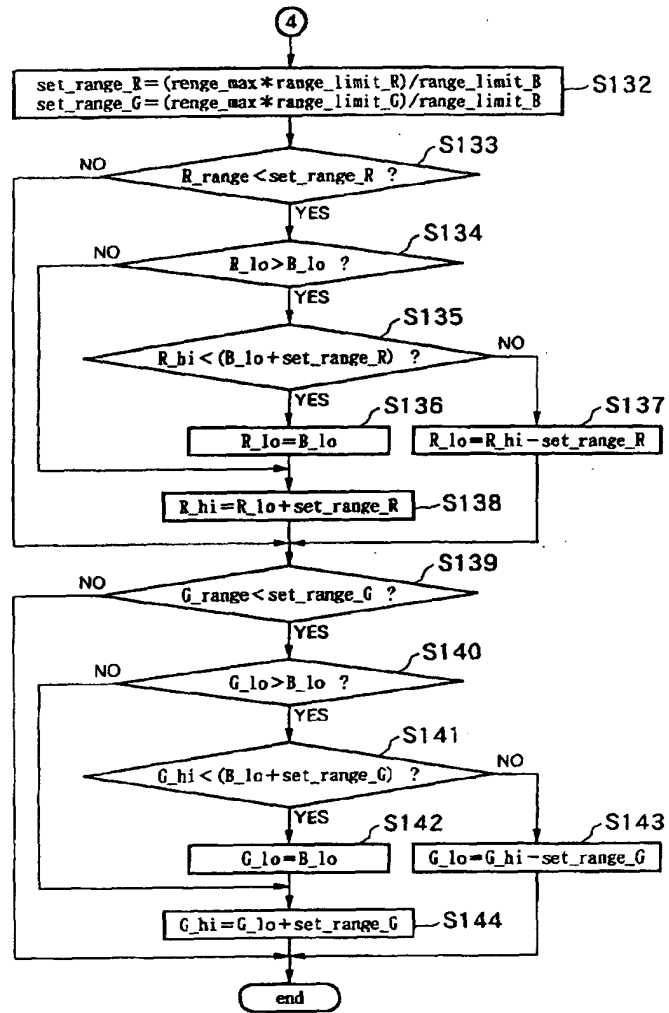 4
set_range_R=(renge_max*range_limit_R)/range_limit_B
set_range_G=(renge_max*range_limit_G)/range_limit_B
S132
S133
NO
R_range<set_range_R ?
YES
S134
NO
R_lo>B_lo ?
YES
S135
NO
R_hi<(B_lo+set_range_R) ?
YES
S136
S137
R_lo=B_lo
R_lo=R_hi-set_range_R
R_hi=R_lo+set_range_R
S138
S139
NO
G_range<set_range_G ?
YES
S140
NO
G_lo>B_lo ?
YES
S141
NO
G_hi<(B_lo+set_range_G) ?
YES
S142
S143
G_lo=B_lo
G_lo=G_hi-set_range_G
G_hi=G_lo+set_range_G
S144
end